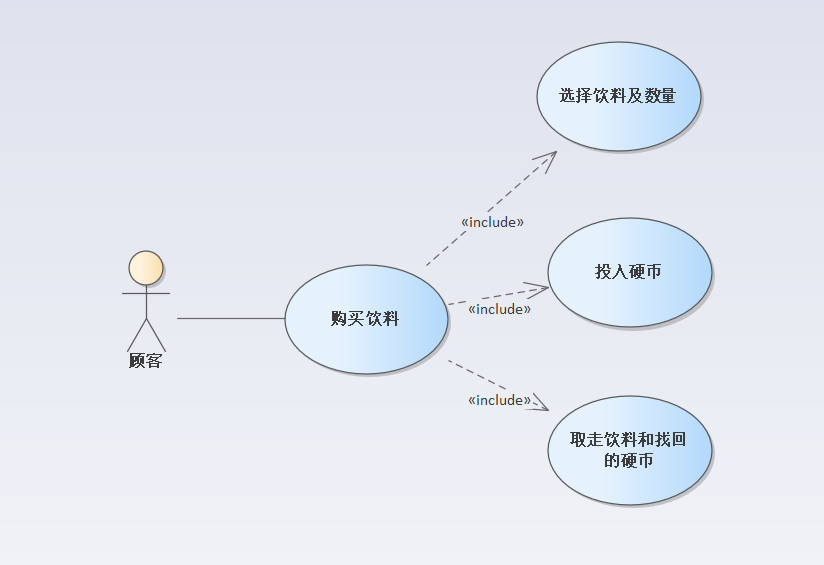 选择饮料及数量
«include»
投入硬币
«include»
购买饮料
顾客
«include»
取走饮料和找回
的硬币